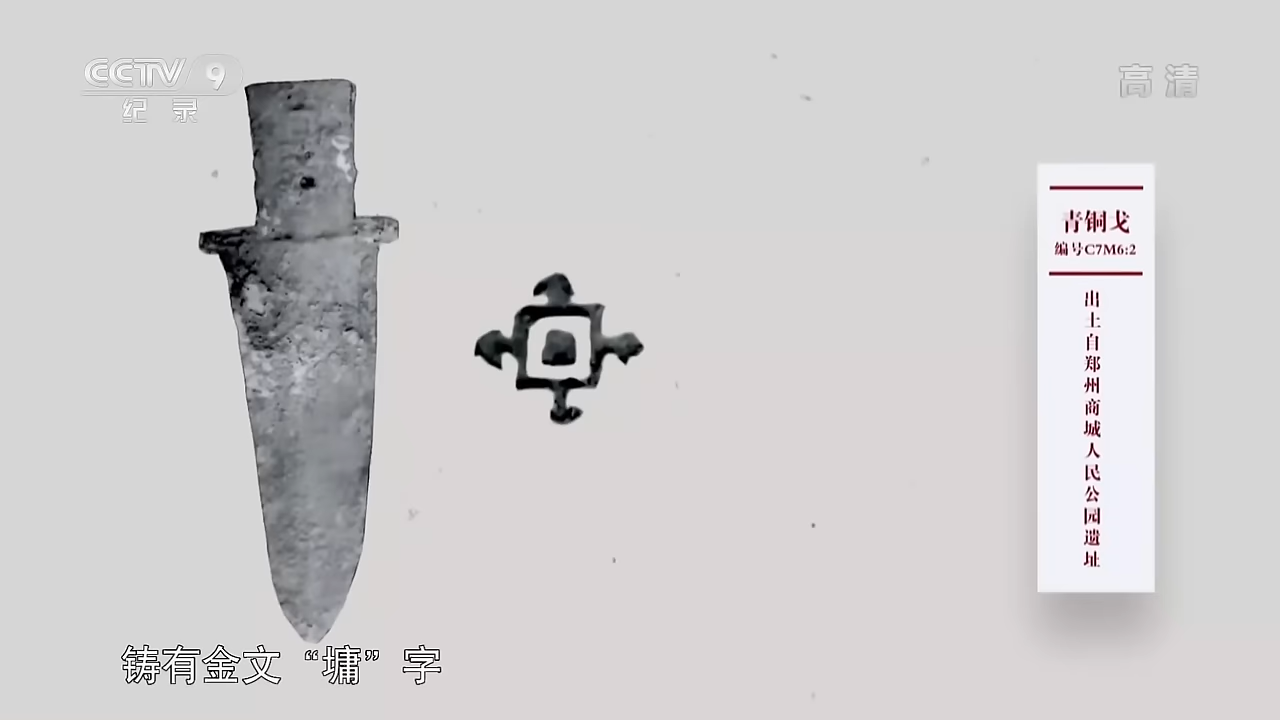 CCTV 9
纪录
高清
青铜戈
编号C7M6:2
出土自郑州商城人民公园遗址
铸有金文“墉”字